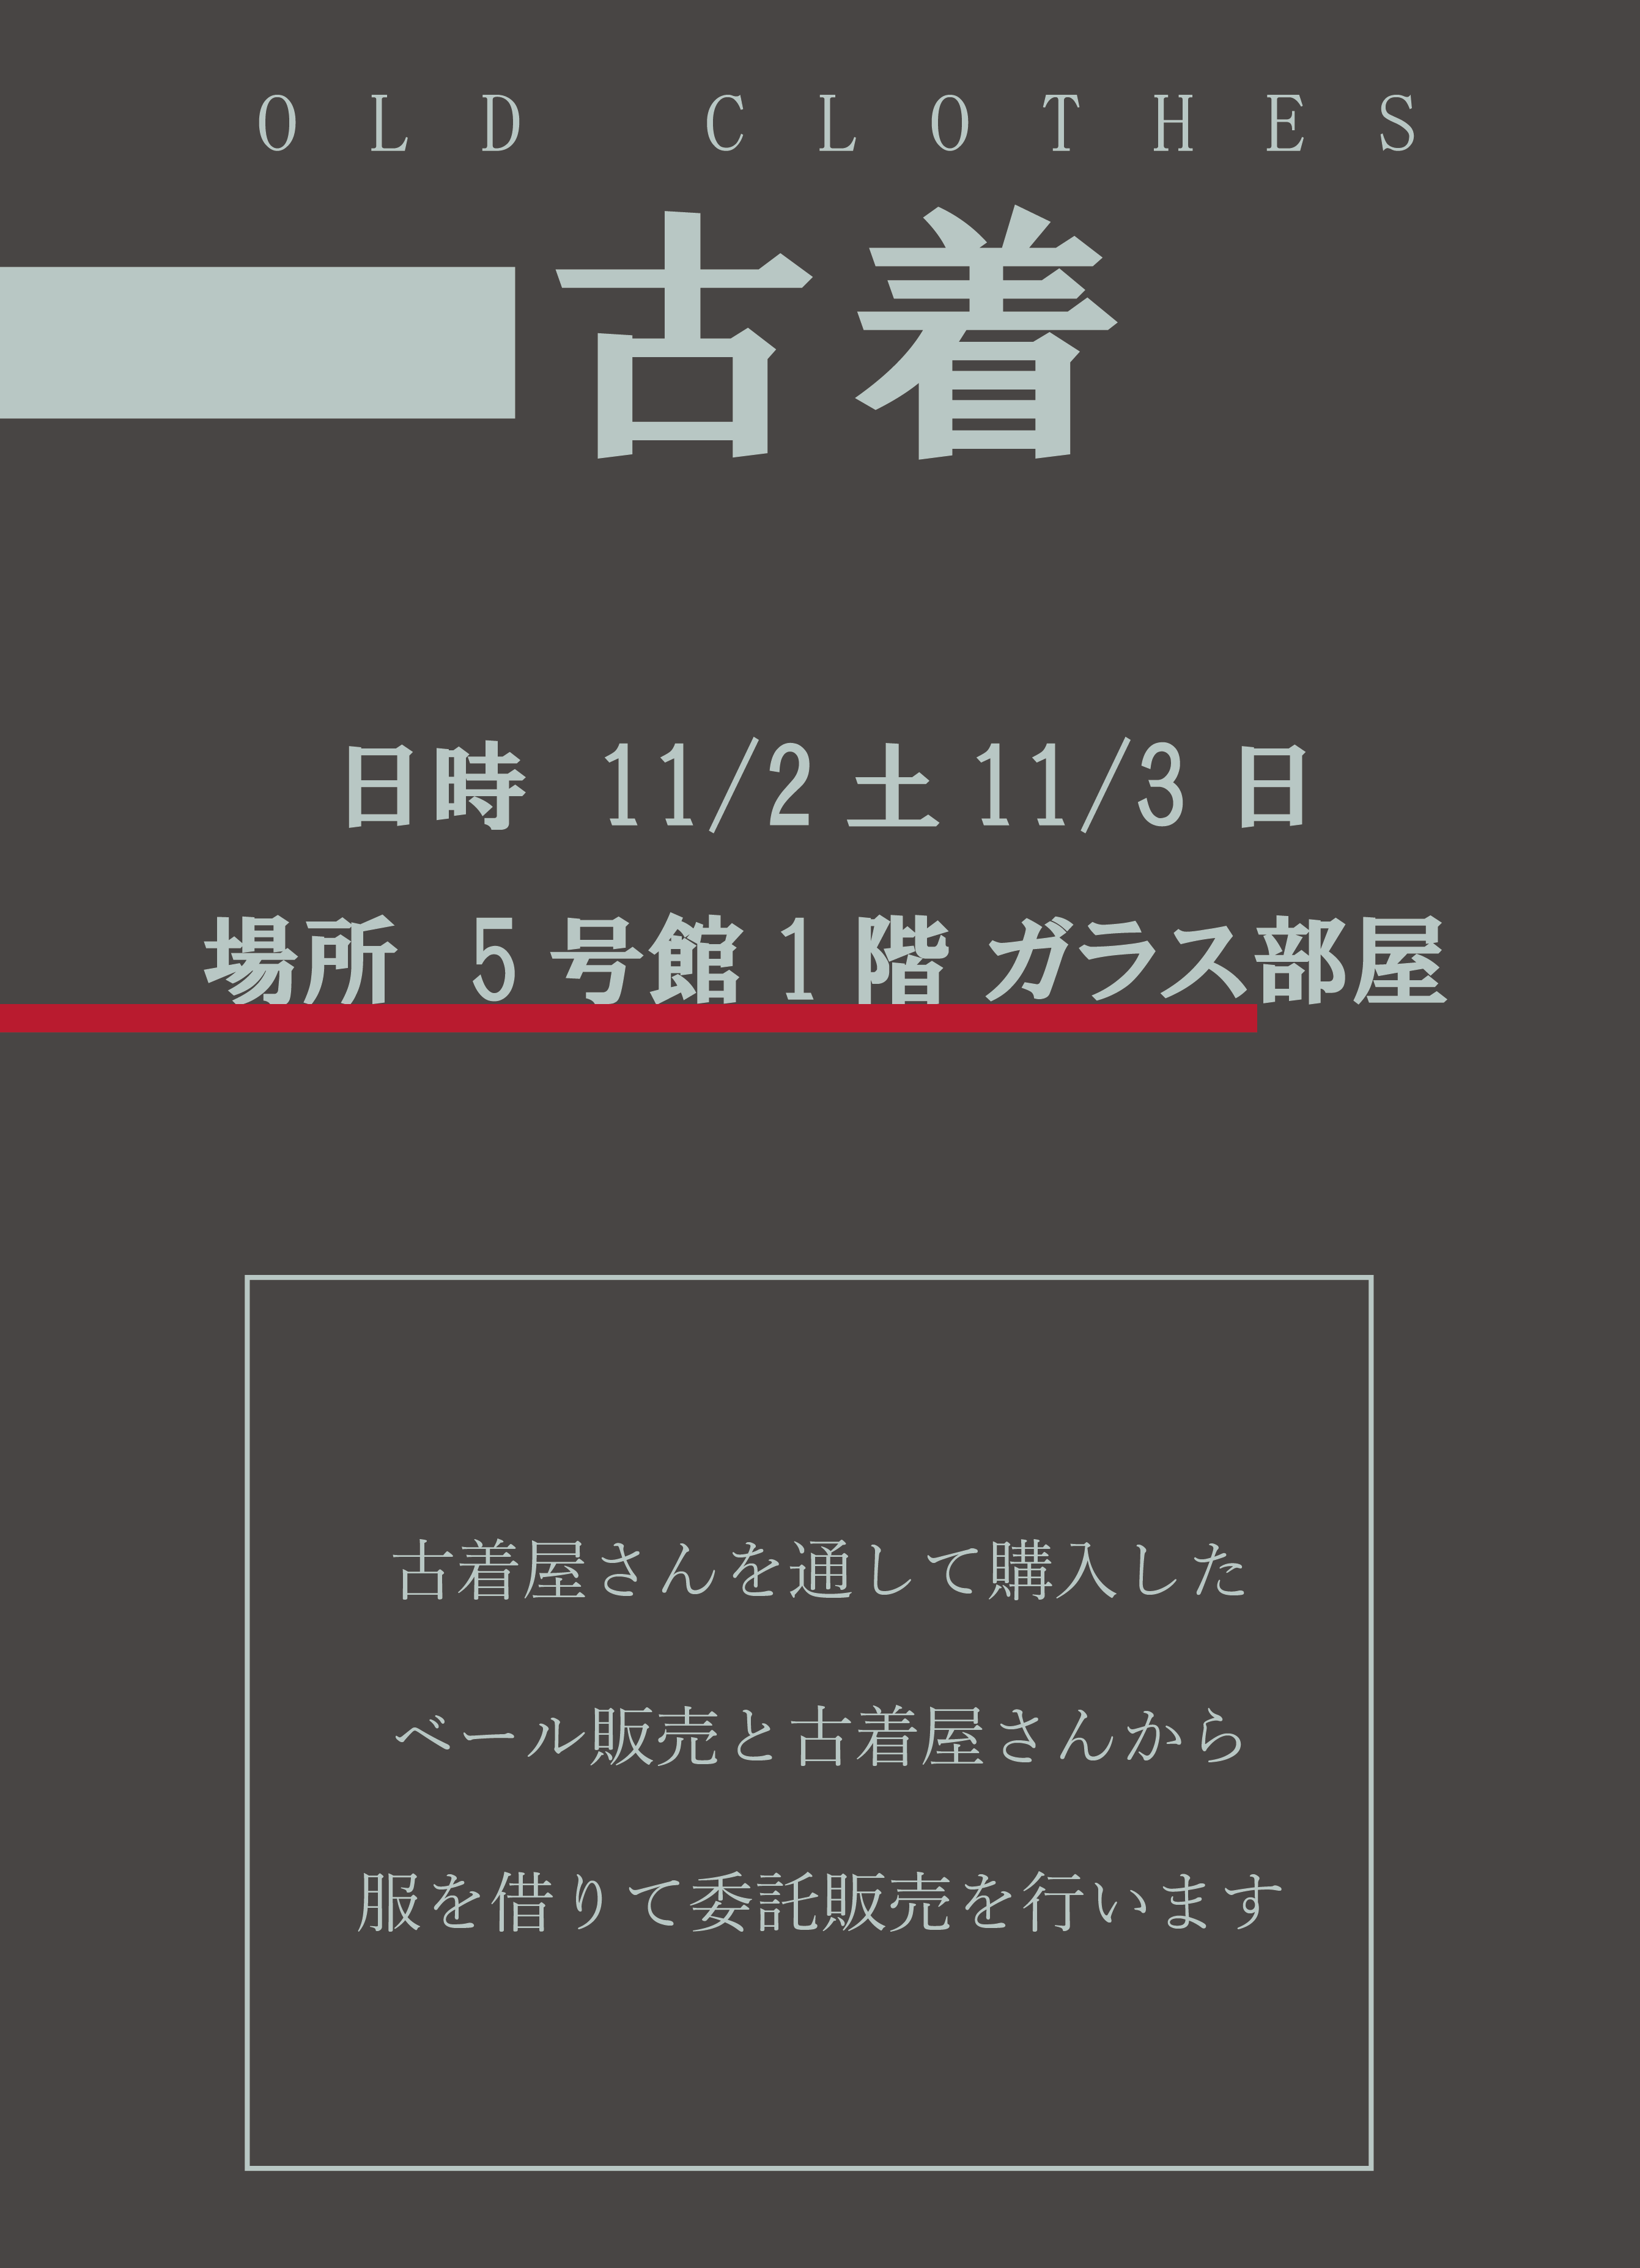 OLD CLOTHES
古着
日時 11/2 土 11/3 日
場所 5号館1階ガラス部屋
古着屋さんを通して購入した
ベール販売と古着屋さんから
服を借りて委託販売を行います